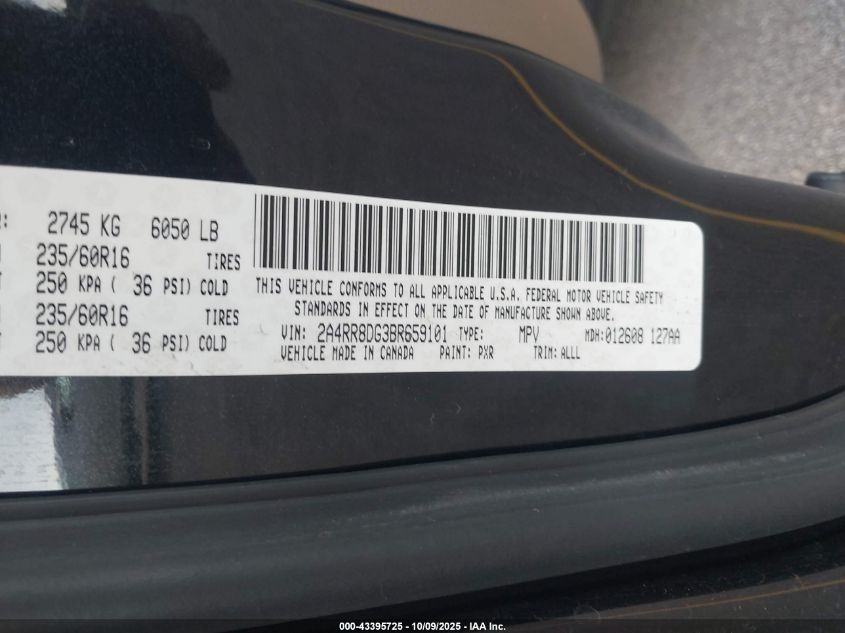 2745 KG 6050 LB
235/60R16 TIRES
250 KPA ( 36 PSI) COLD
235/60R16 TIRES
250 KPA ( 36 PSI) COLD
THIS VEHICLE CONFORMS TO ALL APPLICABLE U.S.A. FEDERAL MOTOR VEHICLE SAFETY
STANDARDS IN EFFECT ON THE DATE OF MANUFACTURE SHOWN ABOVE.
VIN: 2A4RR8DG3BR659101 TYPE: MPV MDH:012608 127AA
VEHICLE MADE IN CANADA PAINT: PXR TRIM: ALLL
000-43395725 - 10/09/2025 - IAA Inc.